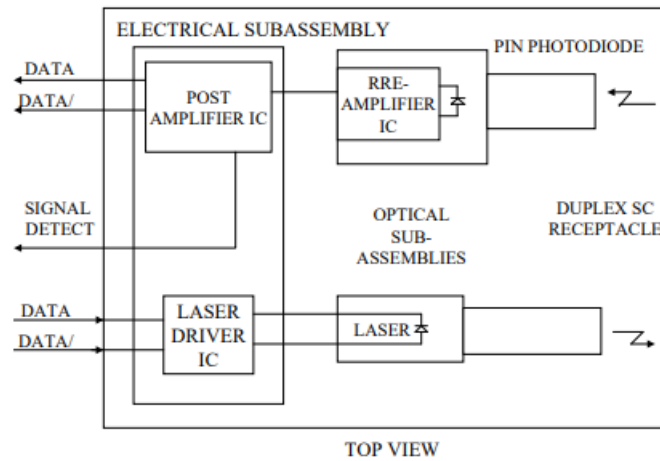 ELECTRICAL SUBASSEMBLY
PIN PHOTODIODE
DATA
DATA/
POST
AMPLIFIER IC
RRE-
AMPLIFIER
IC
SIGNAL
DETECT
OPTICAL
SUB-
ASSEMBLIES
DUPLEX SC
RECEPTACLE
DATA
DATA/
LASER
DRIVER
IC
LASER
TOP VIEW